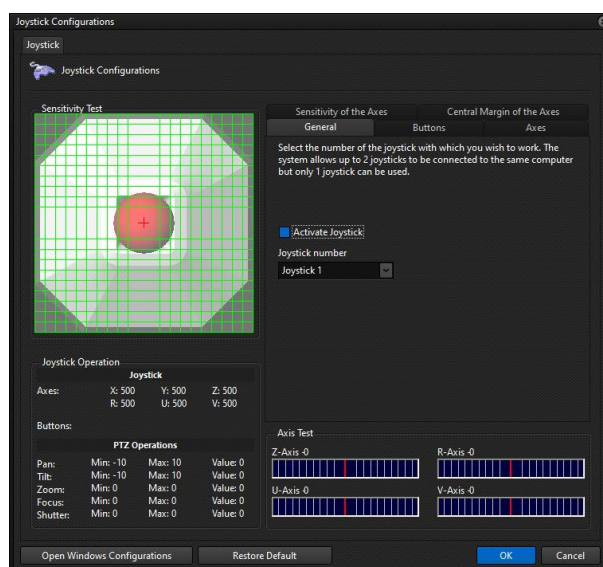 Joystick Configurations
Joystick
Joystick Configurations
Sensitivity Test
Sensitivity of the Axes Central Margin of the Axes
General Buttons Axes
Select the number of the joystick with which you wish to work. The
system allows up to 2 joysticks to be connected to the same computer
but only 1 joystick can be used.
Activate Joystick
Joystick number
Joystick 1
Joystick Operation
Joystick
Axes: X: 500 Y: 500 Z: 500
R: 500 U: 500 V: 500
Buttons:
PTZ Operations
Pan: Min: -10 Max: 10 Value: 0
Tilt: Min: -10 Max: 10 Value: 0
Zoom: Min: 0 Max: 0 Value: 0
Focus: Min: 0 Max: 0 Value: 0
Shutter: Min: 0 Max: 0 Value: 0
Axis Test
Z-Axis -0 R-Axis -0
U-Axis -0 V-Axis -0
Open Windows Configurations Restore Default OK Cancel